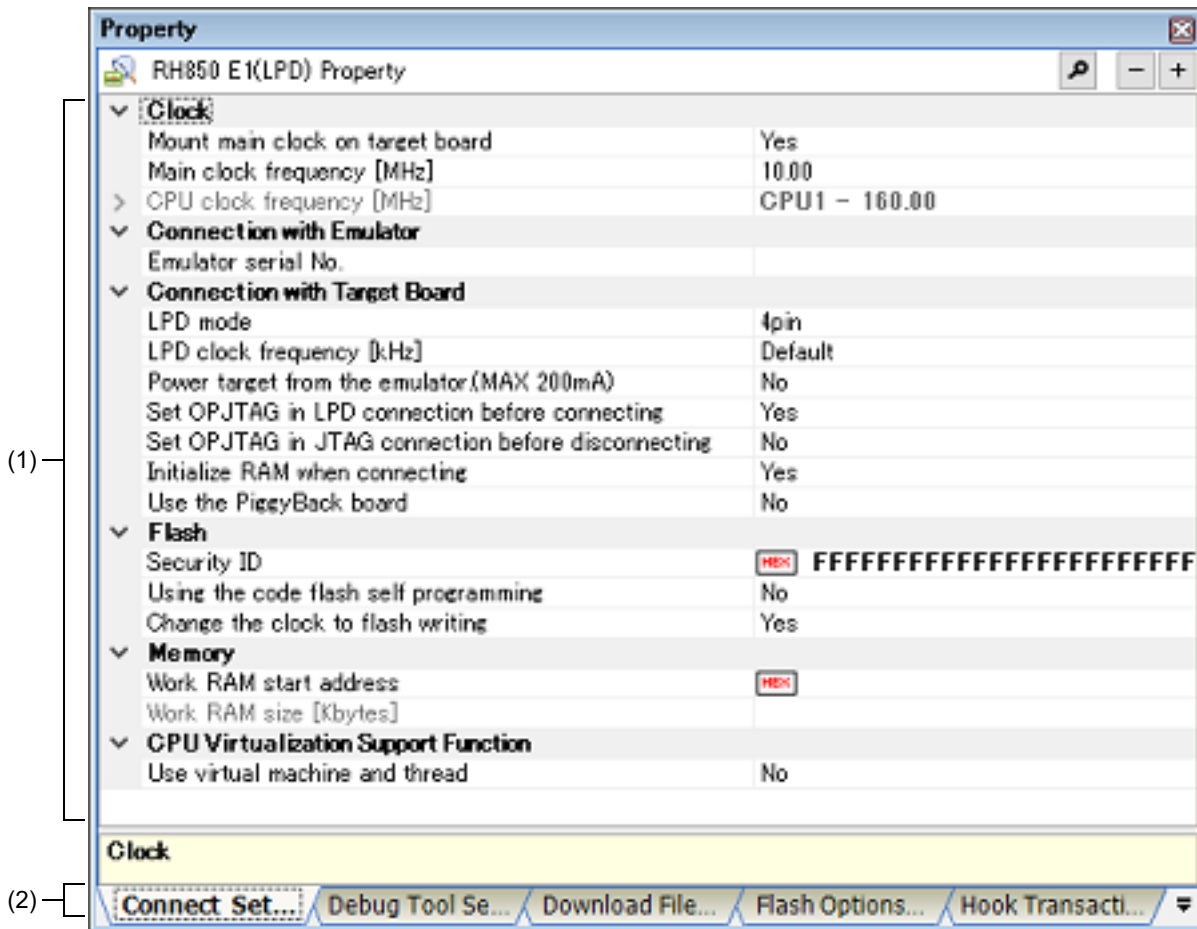 Property
RH850 E1(LPD) Property
Clock
Mount main clock on target board Yes
Main clock frequency [MHz] 10.00
CPU clock frequency [MHz] CPU1 - 160.00
Connection with Emulator
Emulator serial No.
Connection with Target Board
LPD mode 4pin
LPD clock frequency [kHz] Default
Power target from the emulator.(MAX 200mA) No
Set OPJTAG in LPD connection before connecting Yes
Set OPJTAG in JTAG connection before disconnecting No
(1)
Initialize RAM when connecting Yes
Use the PiggyBack board No
Flash
Security ID HEX FFFFFFFFFFFFFFFFFFFFFFFF
Using the code flash self programming No
Change the clock to flash writing Yes
Memory
Work RAM start address HEX
Work RAM size [Kbytes]
CPU Virtualization Support Function
Use virtual machine and thread No
Clock
(2)
Connect Set... Debug Tool Se... Download File... Flash Options... Hook Transacti...